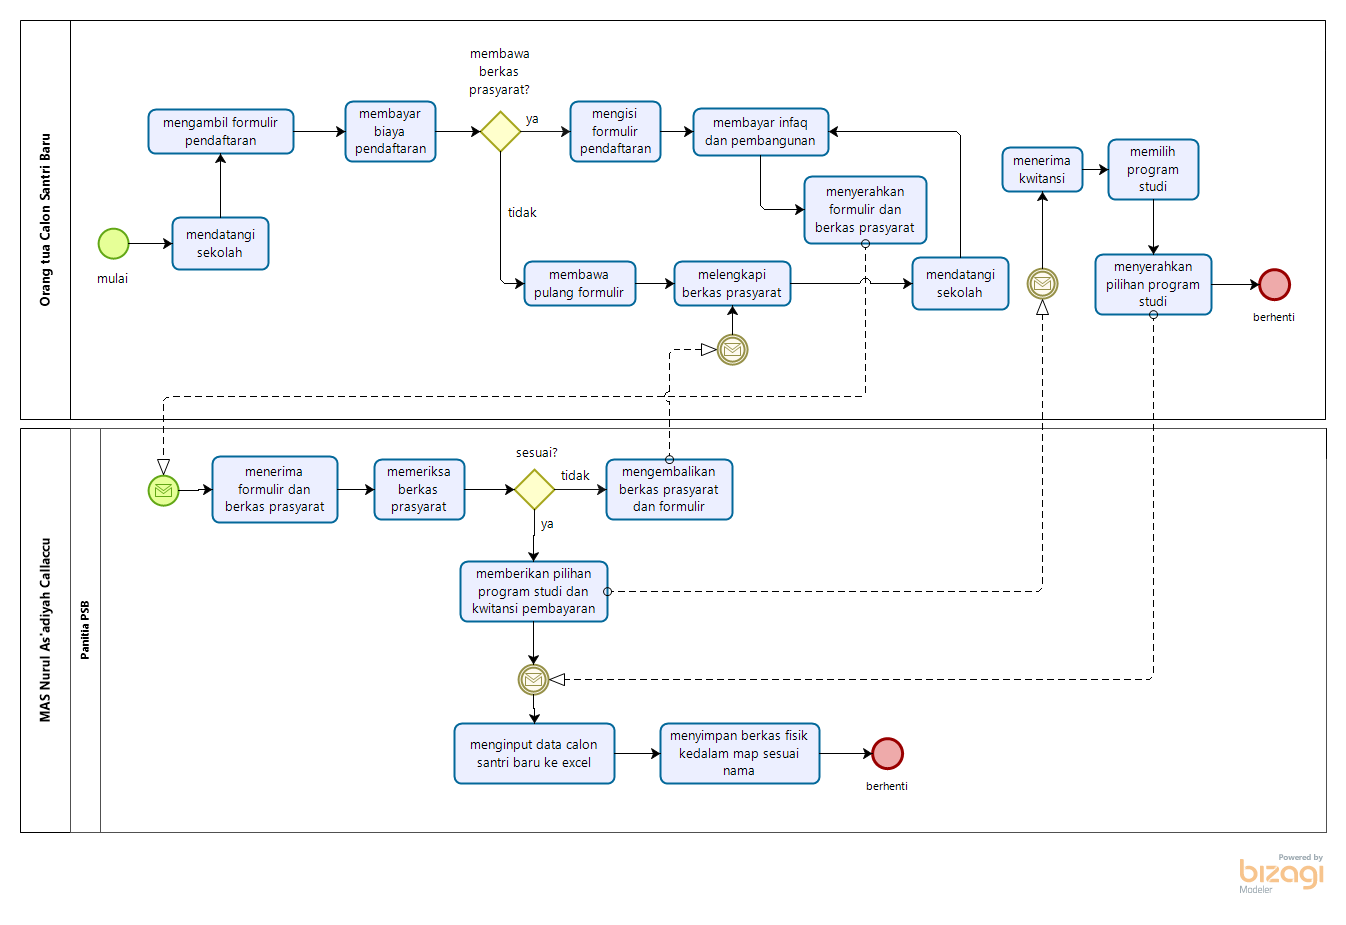 Orang tua Calon Santri Baru
membawa
berkas
prasyarat?
mengambil formulir
pendaftaran
membayar
biaya
pendaftaran
ya
mengisi
formulir
pendaftaran
membayar infaq
dan pembangunan
menerima
kwitansi
memilih
program
studi
mulai
mendatangi
sekolah
tidak
menyerahkan
formulir dan
berkas prasyarat
membawa
pulang formulir
melengkapi
berkas prasyarat
mendatangi
sekolah
menyerahkan
pilihan program
studi
berhenti
MAS Nurul As'adiyah Callaccu
Panitia PSB
menerima
formulir dan
berkas prasyarat
memeriksa
berkas
prasyarat
sesuai?
tidak
ya
mengembalikan
berkas prasyarat
dan formulir
memberikan pilihan
program studi dan
kwitansi pembayaran
menginput data calon
santri baru ke excel
menyimpan berkas fisik
kedalam map sesuai
nama
berhenti
Powered by
bizagi
Modeler